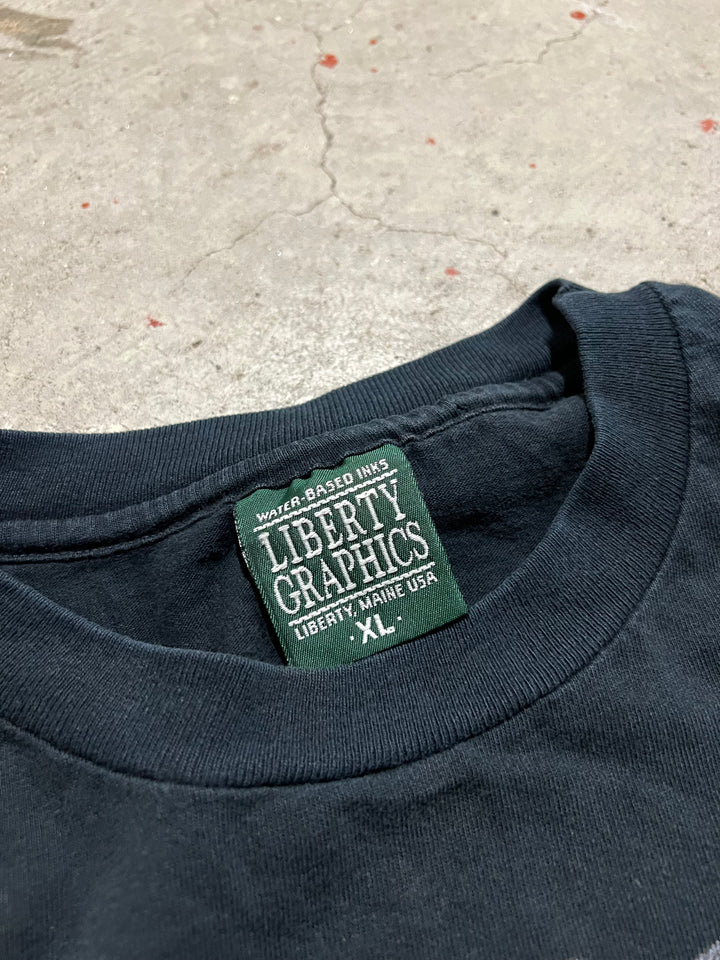 WATER-BASED INKS
LIBERTY
GRAPHICS
LIBERTY, MAINE USA
· XL ·